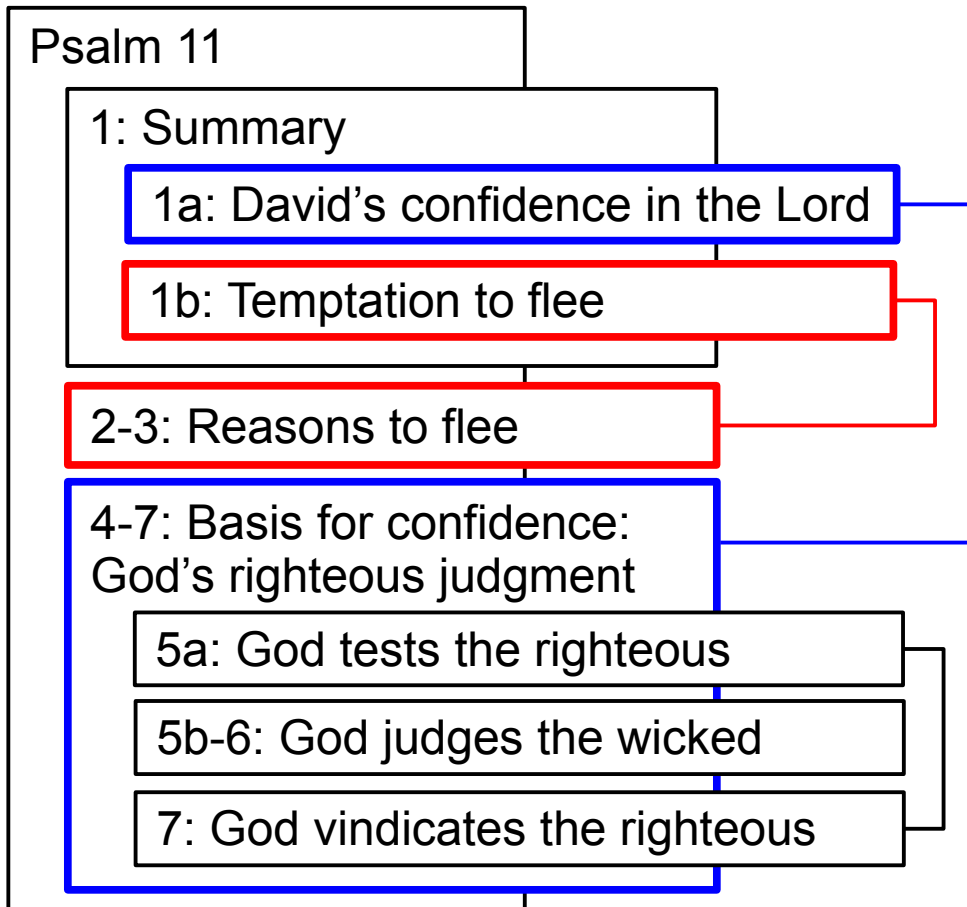 Psalm 11
1: Summary
1a: David’s confidence in the Lord
1b: Temptation to flee
2-3: Reasons to flee
4-7: Basis for confidence:
God’s righteous judgment
5a: God tests the righteous
5b-6: God judges the wicked
7: God vindicates the righteous